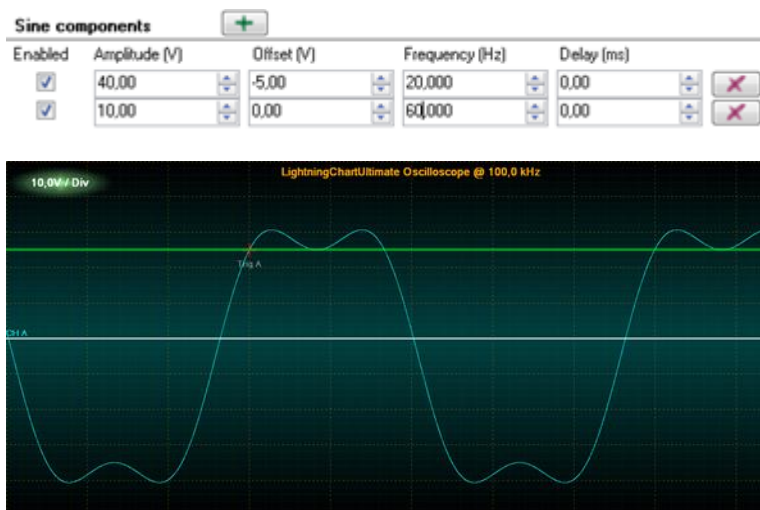 Sine components
Enabled Amplitude (V) Offset (V) Frequency (Hz) Delay (ms)
40,00 -5,00 20,000 0,00
10,00 0,00 60,000 0,00
LightningChartUltimate Oscilloscope @ 100,0 kHz
10,0V / Div
Trig A
CH A